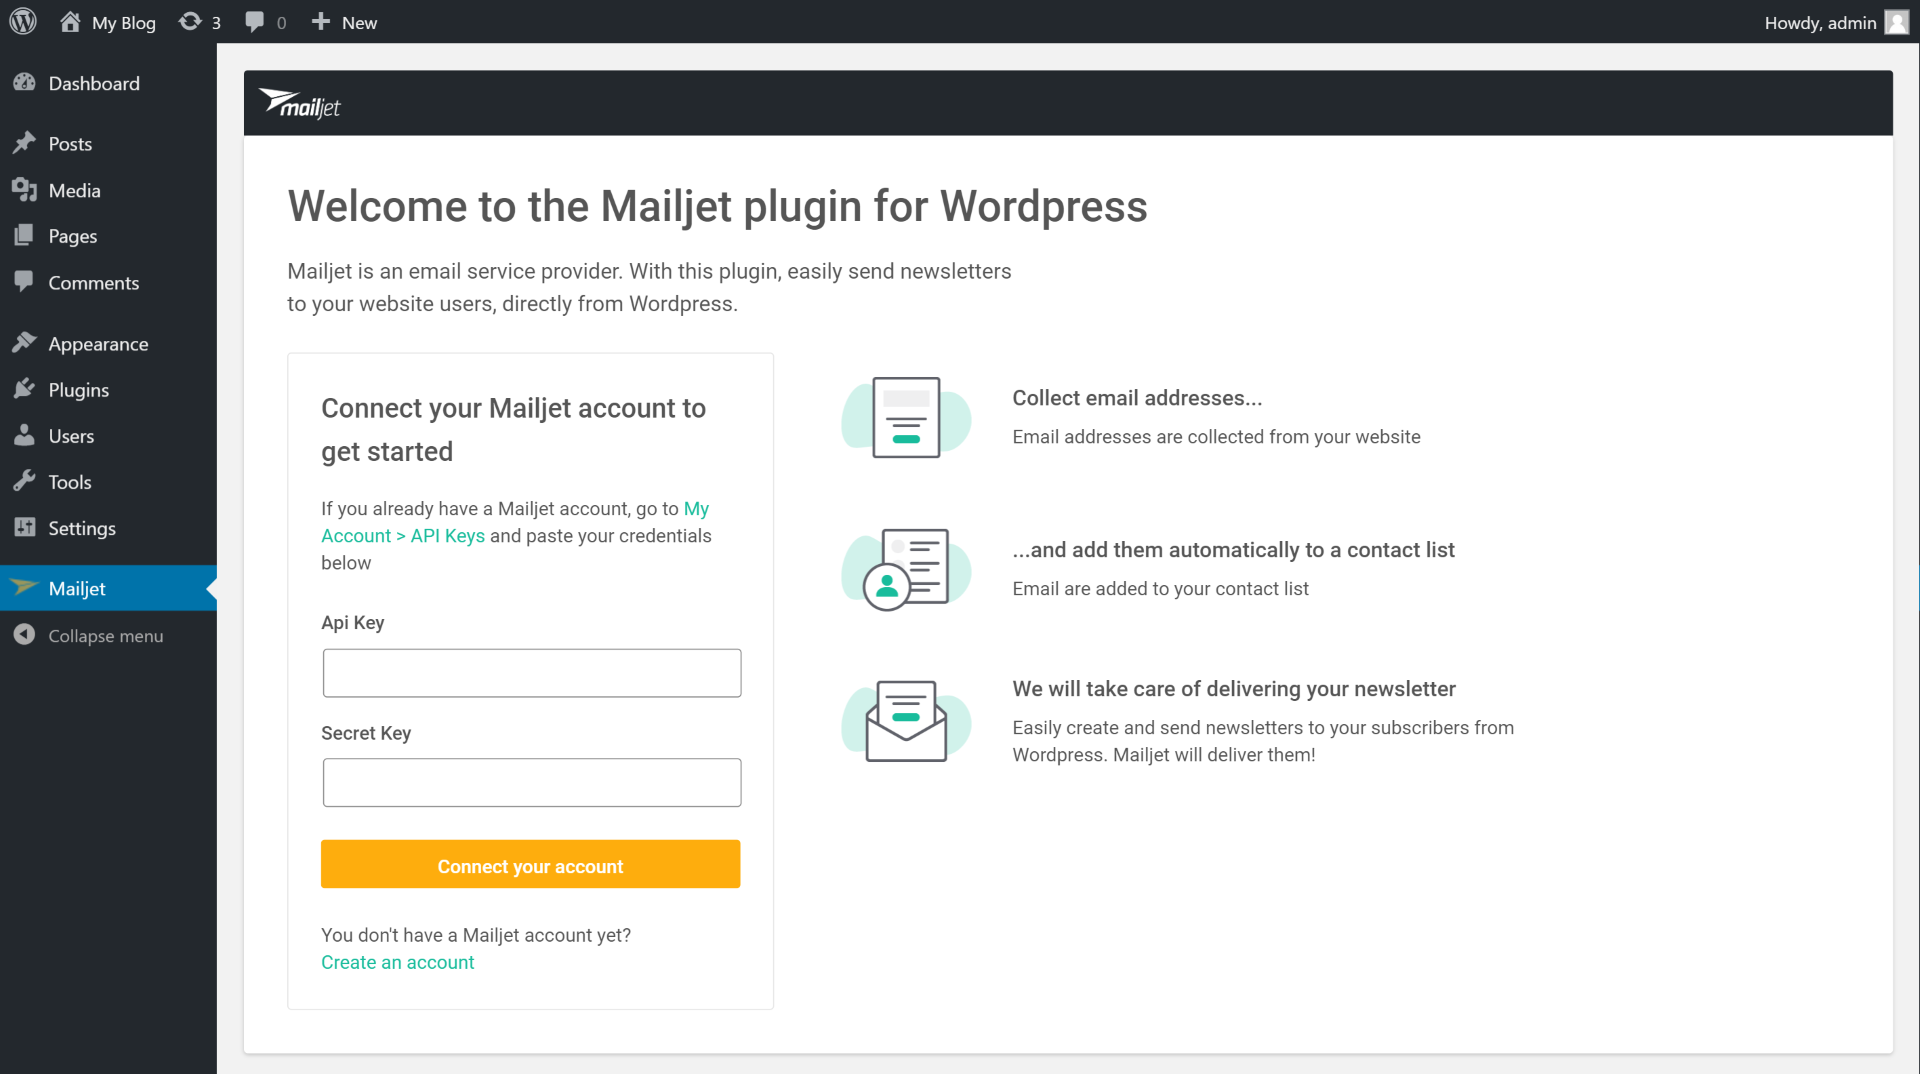 My Blog
3
0
New
Howdy, admin
Dashboard
Posts
Media
Pages
Comments
Appearance
Plugins
Users
Tools
Settings
Mailjet
Collapse menu
mailjet
Welcome to the Mailjet plugin for Wordpress
Mailjet is an email service provider. With this plugin, easily send newsletters
to your website users, directly from Wordpress.
Connect your Mailjet account to
get started
If you already have a Mailjet account, go to My
Account > API Keys and paste your credentials
below
Api Key
Secret Key
Connect your account
You don't have a Mailjet account yet?
Create an account
Collect email addresses...
Email addresses are collected from your website
...and add them automatically to a contact list
Email are added to your contact list
We will take care of delivering your newsletter
Easily create and send newsletters to your subscribers from
Wordpress. Mailjet will deliver them!